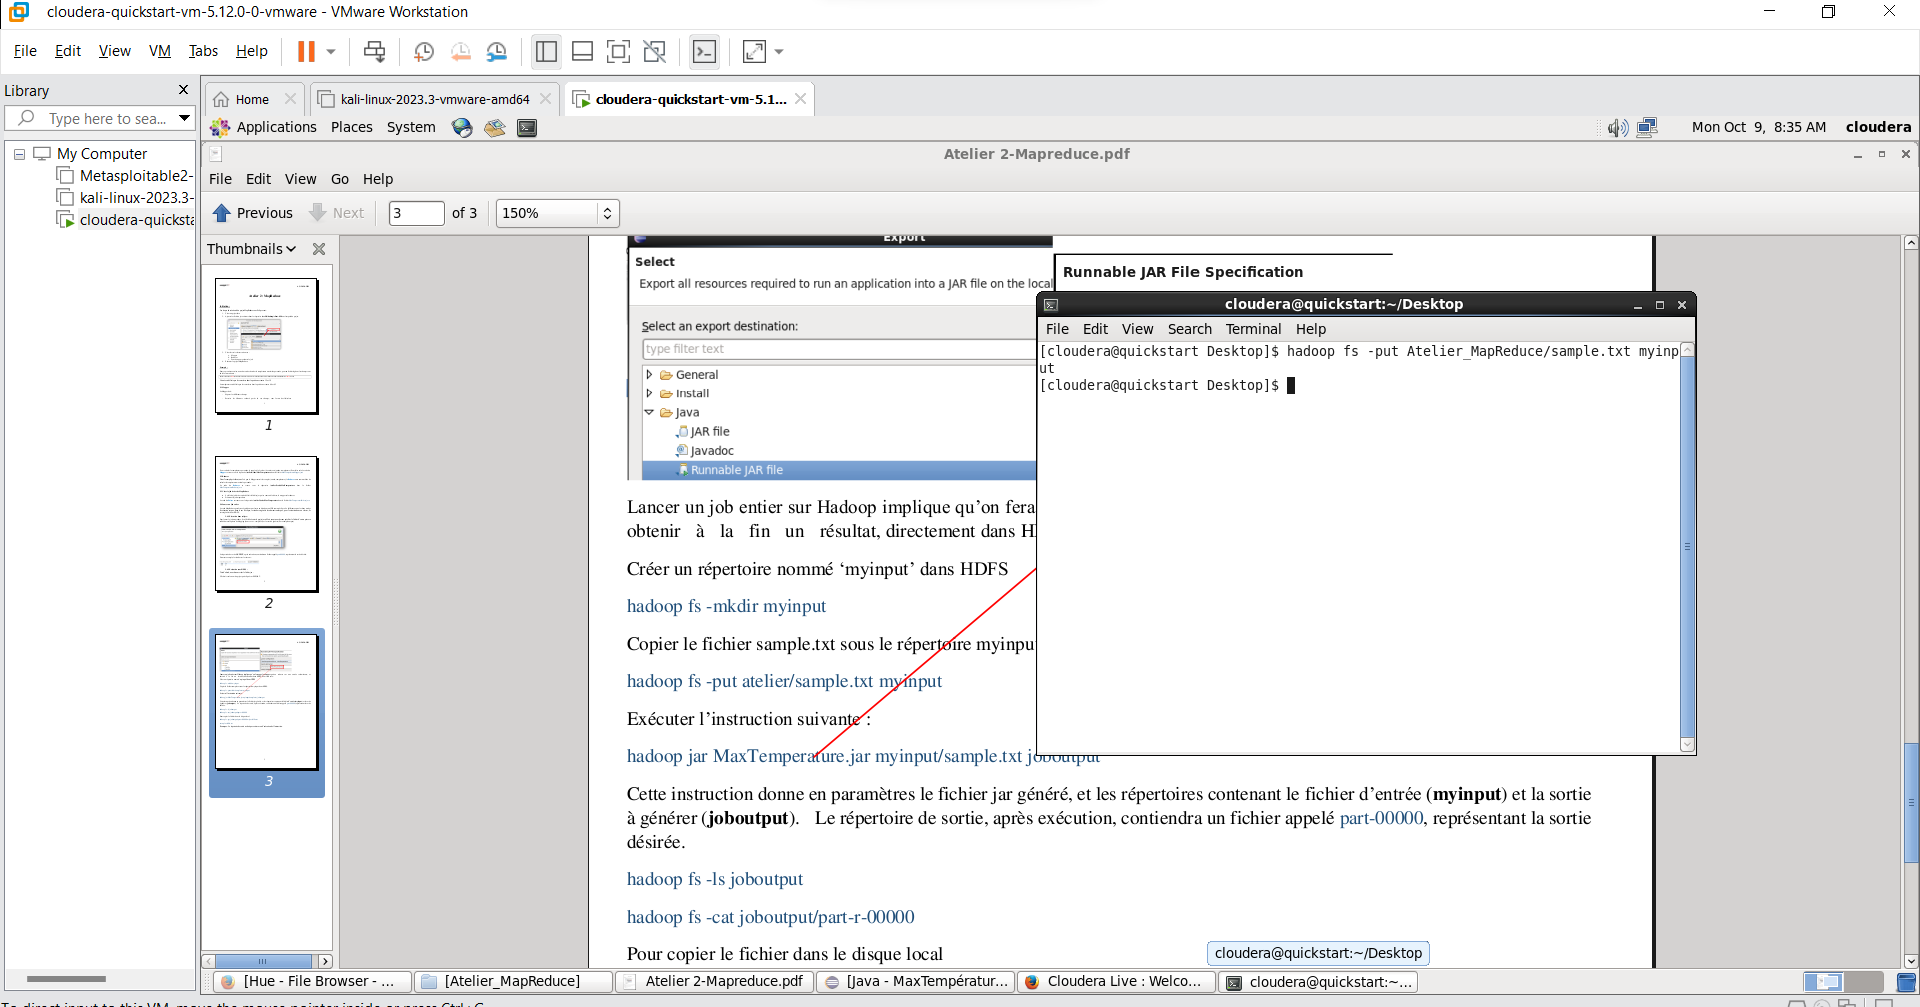 cloudera-quickstart-vm-5.12.0-0-vmware - VMware Workstation
File Edit View VM Tabs Help
Library
Type here to sea...
My Computer
Metasploitable2-
kali-linux-2023.3-
cloudera-quicksta
Home
kali-linux-2023.3-vmware-amd64
cloudera-quickstart-vm-5.1...
Applications Places System
Mon Oct 9, 8:35 AM cloudera
Atelier 2-Mapreduce.pdf
File Edit View Go Help
Previous Next 3 of 3 150%
Thumbnails
1
2
3
Export
Select
Export all resources required to run an application into a JAR file on the local
Select an export destination:
type filter text
General
Install
Java
JAR file
Javadoc
Runnable JAR file
Runnable JAR File Specification
cloudera@quickstart:~/Desktop
File Edit View Search Terminal Help
[cloudera@quickstart Desktop]$ hadoop fs -put Atelier_MapReduce/sample.txt myinp
ut
[cloudera@quickstart Desktop]$
Lancer un job entier sur Hadoop implique qu'on fera
obtenir à la fin un résultat, directement dans
Créer un répertoire nommé ‘myinput’ dans HDFS
hadoop fs -mkdir myinput
Copier le fichier sample.txt sous le répertoire myinpu
hadoop fs -put atelier/sample.txt myinput
Exécuter l'instruction suivante :
hadoop jar MaxTemperature.jar myinput/sample.txt joboutput
Cette instruction donne en paramètres le fichier jar généré, et les répertoires contenant le fichier d'entrée (myinput) et la sortie
à générer (joboutput). Le répertoire de sortie, après exécution, contiendra un fichier appelé part-00000, représentant la sortie
désirée.
hadoop fs -ls joboutput
hadoop fs -cat joboutput/part-r-00000
Pour copier le fichier dans le disque local
cloudera@quickstart:~/Desktop
[Hue - File Browser - ...
[Atelier_MapReduce]
Atelier 2-Mapreduce.pdf
[Java - MaxTempératur...
Cloudera Live : Welco...
cloudera@quickstart:~...